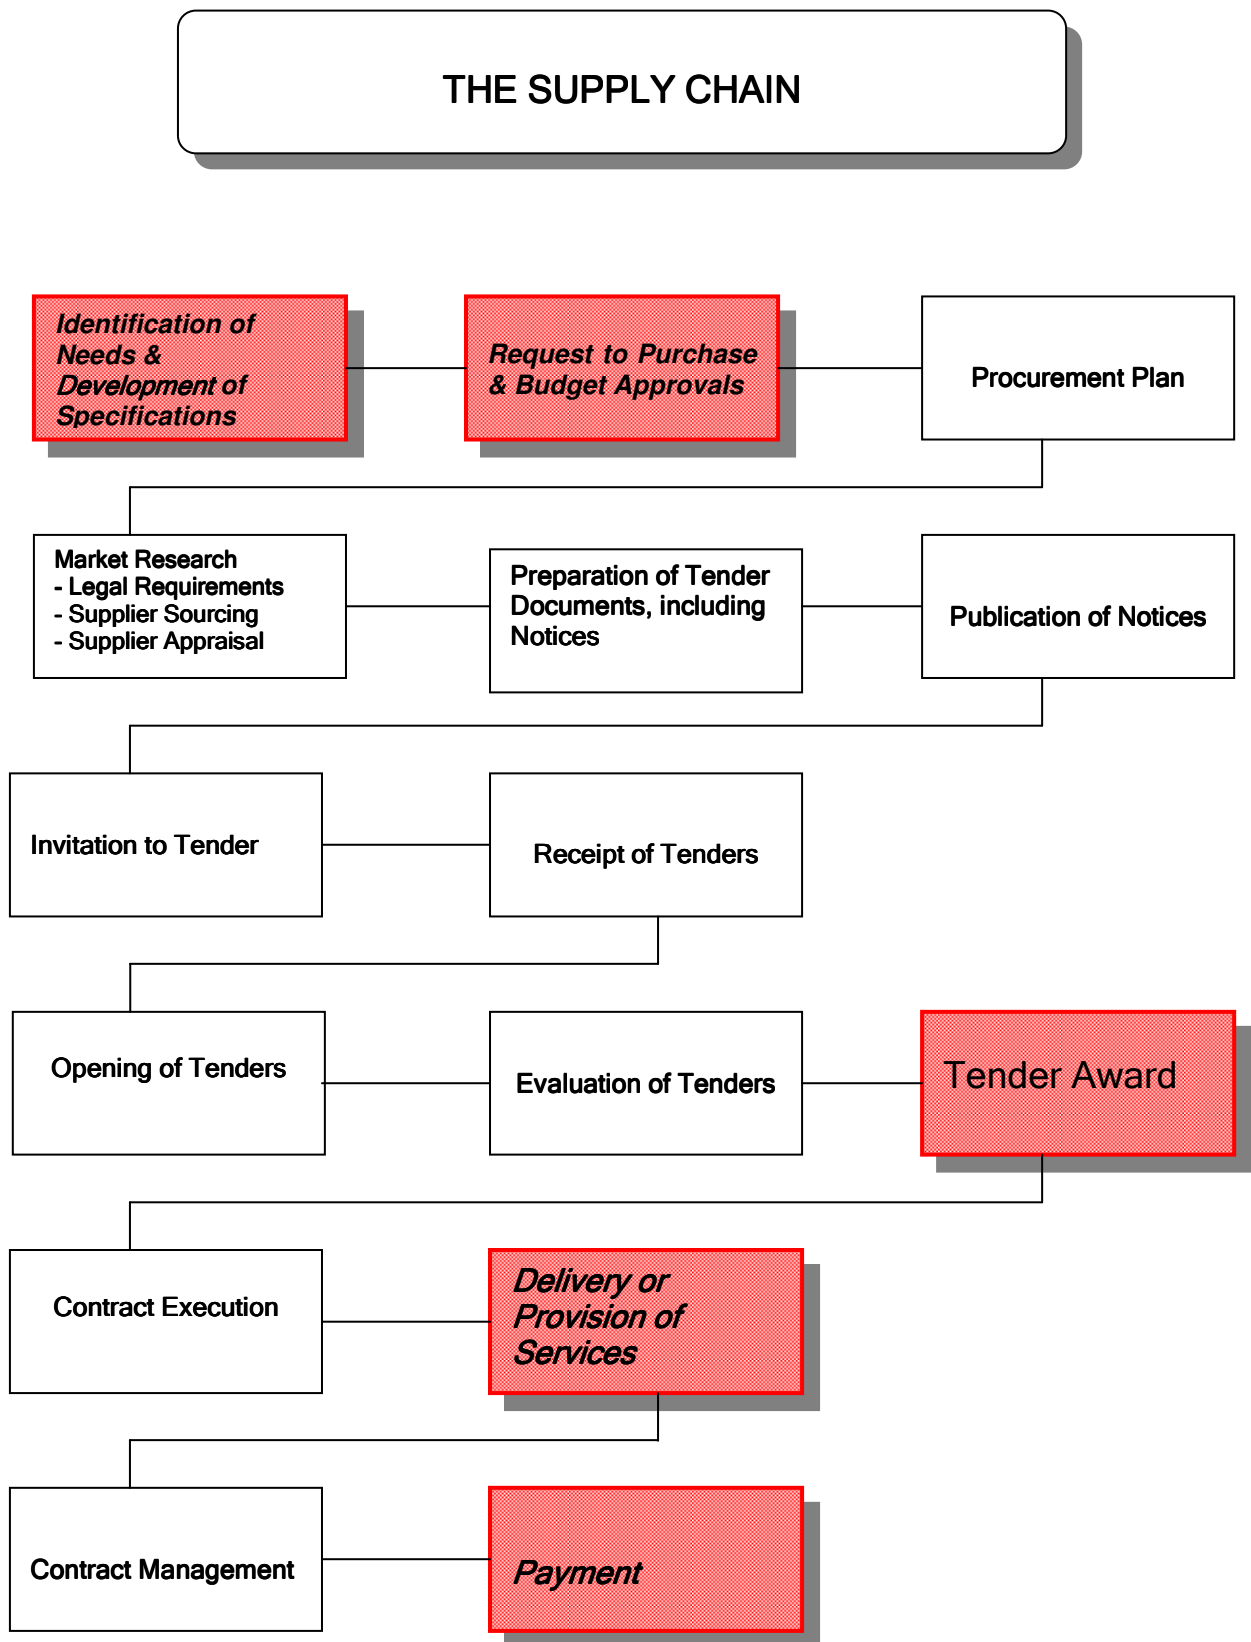 THE SUPPLY CHAIN
Identification of
Needs &
Development of
Specifications
Request to Purchase
& Budget Approvals
Procurement Plan
Market Research
- Legal Requirements
- Supplier Sourcing
- Supplier Appraisal
Preparation of Tender
Documents, including
Notices
Publication of Notices
Invitation to Tender
Receipt of Tenders
Opening of Tenders
Evaluation of Tenders
Tender Award
Contract Execution
Delivery or
Provision of
Services
Contract Management
Payment